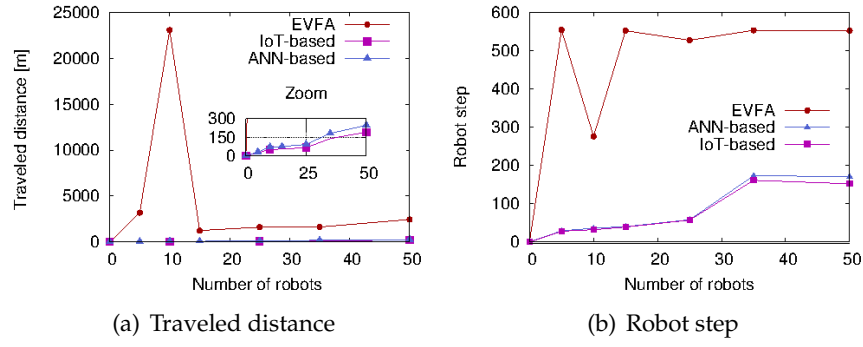 EVFA
IoT-based
ANN-based
Traveled distance [m]
25000
20000
15000
10000
5000
0
0 10 20 30 40 50
Number of robots
Zoom
300
150
0
0 25 50
(a) Traveled distance
Robot step
600
500
400
300
200
100
0
0 10 20 30 40 50
Number of robots
EVFA
ANN-based
IoT-based
(b) Robot step